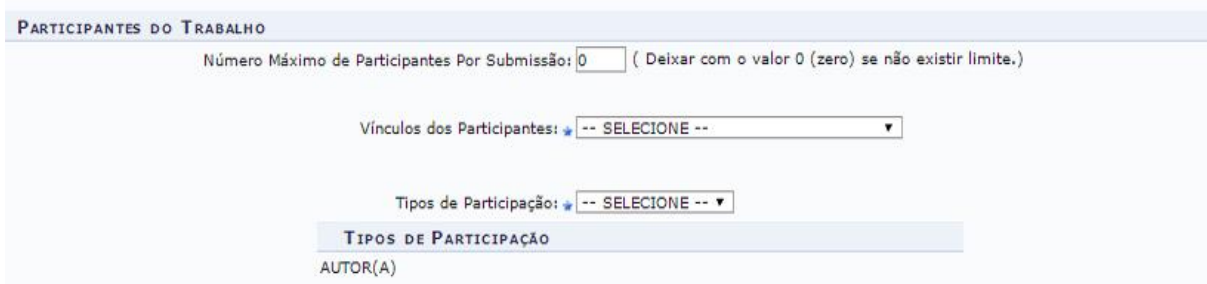 PARTICIPANTES DO TRABALHO
Número Máximo de Participantes Por Submissão: 0 ( Deixar com o valor 0 (zero) se não existir limite.)
Vínculos dos Participantes: -- SELECIONE --
Tipos de Participação: -- SELECIONE --
TIPOS DE PARTICIPAÇÃO
AUTOR(A)